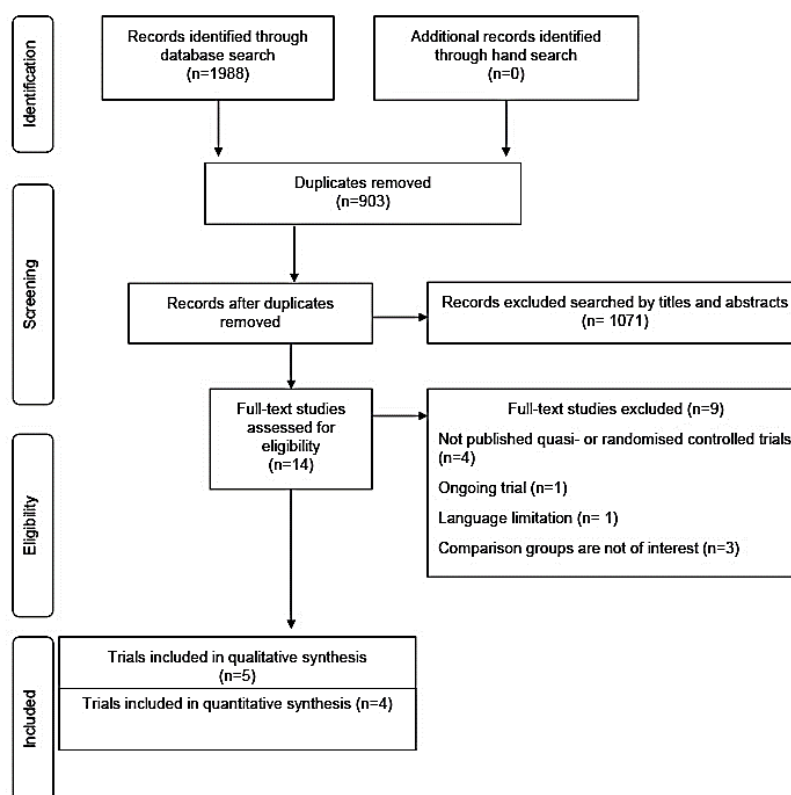 Identification
Records identified through
database search
(n=1988)
Additional records identified
through hand search
(n=0)
Duplicates removed
(n=903)
Screening
Records after duplicates
removed
Records excluded searched by titles and abstracts
(n= 1071)
Full-text studies
assessed for
eligibility
(n=14)
Full-text studies excluded (n=9)
Not published quasi- or randomised controlled trials
(n=4)
Ongoing trial (n=1)
Language limitation (n= 1)
Comparison groups are not of interest (n=3)
Eligibility
Trials included in qualitative synthesis
(n=5)
Trials included in quantitative synthesis (n=4)
Included